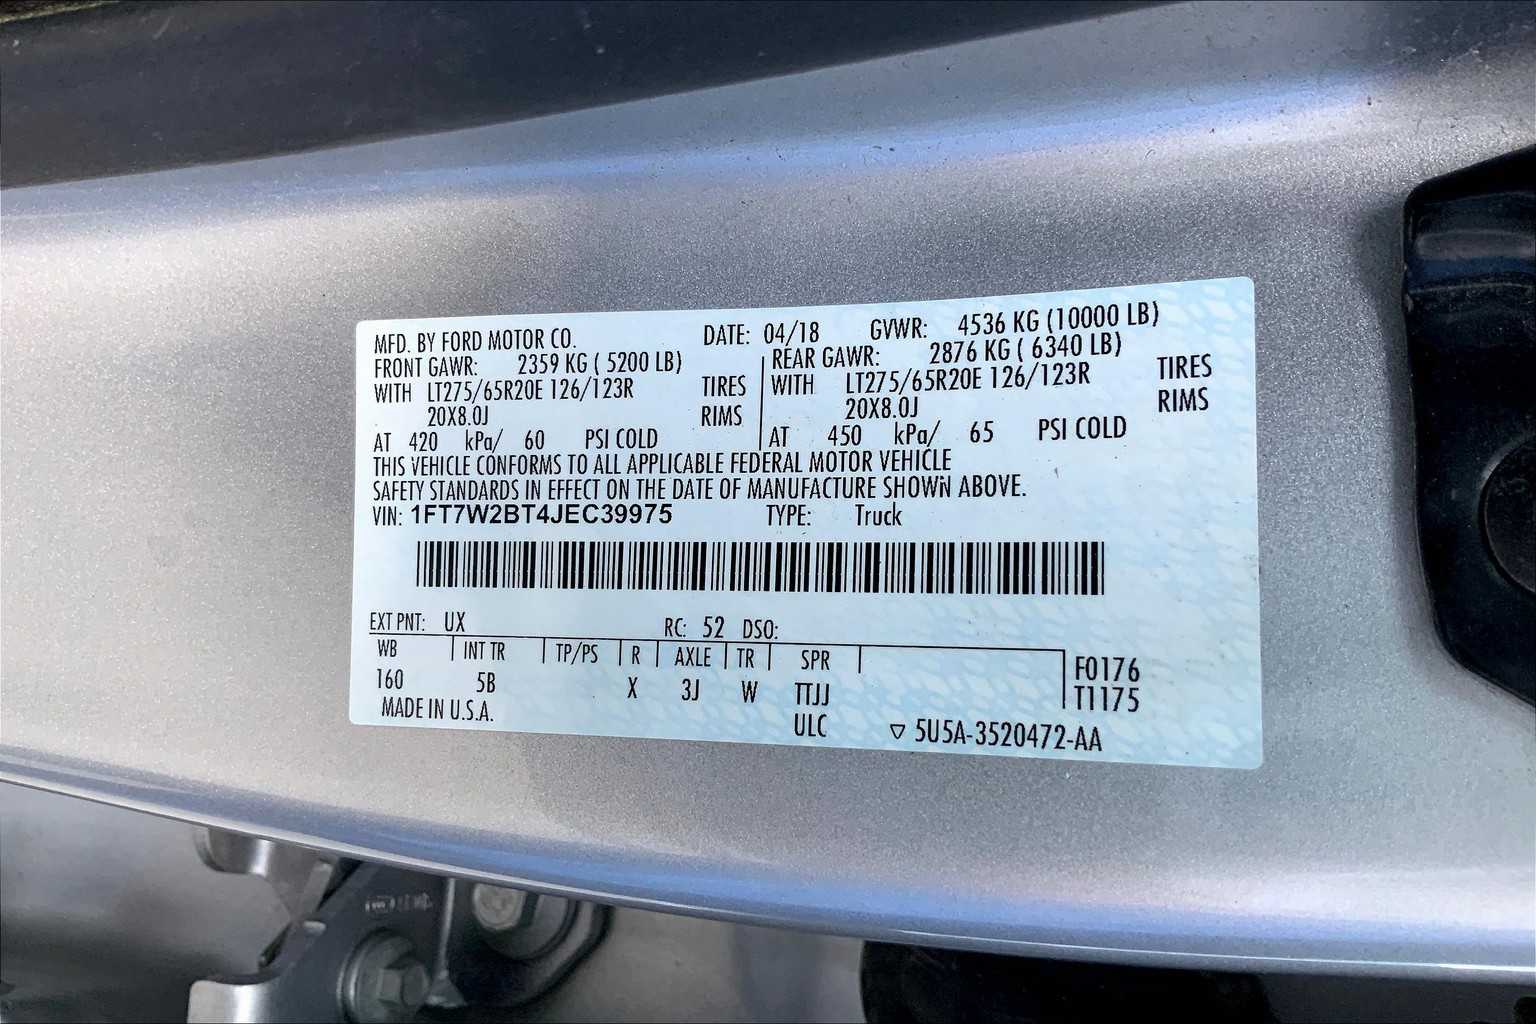 MFD. BY FORD MOTOR CO. DATE: 04/18 GVWR: 4536 KG (10000 LB)
FRONT GAWR: 2359 KG ( 5200 LB) REAR GAWR: 2876 KG ( 6340 LB)
WITH LT275/65R20E 126/123R TIRES WITH LT275/65R20E 126/123R TIRES
20X8.0J RIMS 20X8.0J RIMS
AT 420 kPa/ 60 PSI COLD AT 450 kPa/ 65 PSI COLD
THIS VEHICLE CONFORMS TO ALL APPLICABLE FEDERAL MOTOR VEHICLE
SAFETY STANDARDS IN EFFECT ON THE DATE OF MANUFACTURE SHOWN ABOVE.
VIN: 1FT7W2BT4JEC39975 TYPE: Truck
EXT PNT: UX RC: 52 DSO:
WB INT TR TP/PS R AXLE TR SPR F0176
160 5B X 3J W TTJJ T1175
MADE IN U.S.A. ULC ▽ 5U5A-3520472-AA